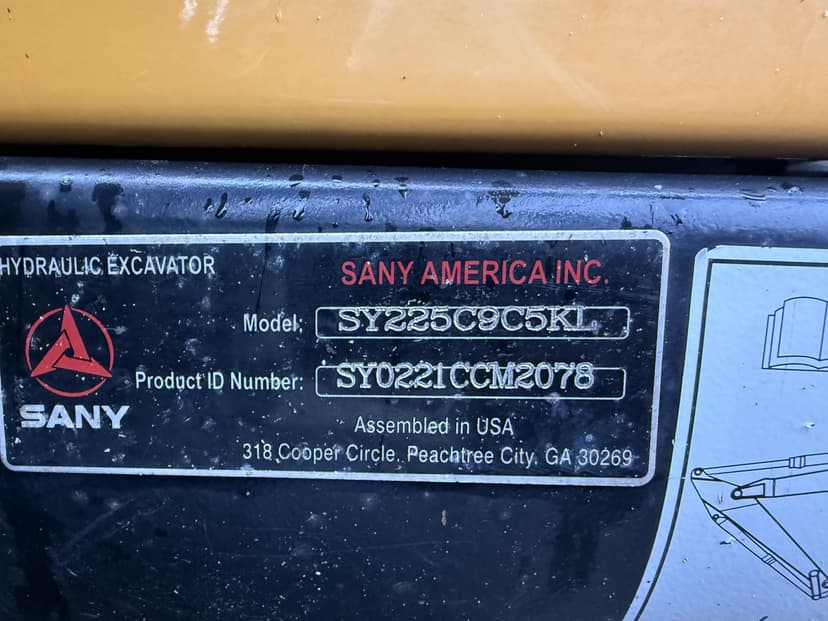 HYDRAULIC EXCAVATOR
SANY AMERICA INC.
Model: SY225C9C5KL
SANY
Product ID Number: SY0221CCM2078
Assembled in USA
318 Cooper Circle. Peachtree City, GA 30269